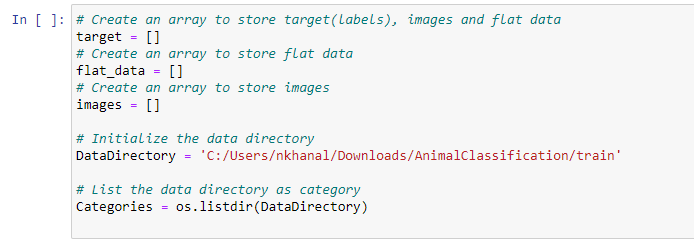 In [ ]: # Create an array to store target(labels), images and flat data
target = []
# Create an array to store flat data
flat_data = []
# Create an array to store images
images = []
# Initialize the data directory
DataDirectory = 'C:/Users/nkhanal/Downloads/AnimalClassification/train'
# List the data directory as category
Categories = os.listdir(DataDirectory)